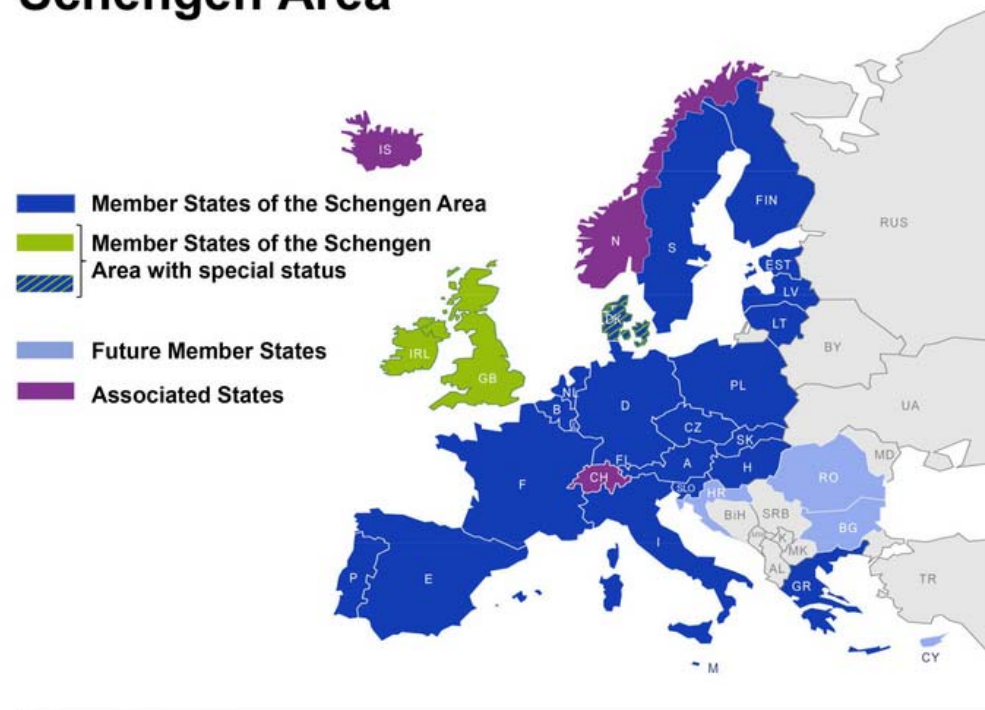 Schengen Area
IS
Member States of the Schengen Area
Member States of the Schengen
Area with special status
Future Member States
Associated States
N
S
FIN
RUS
EST
LV
LT
DK
BY
IRL
GB
NL
B
D
PL
UA
CZ
SK
FL
A
H
MD
CH
SLO
HR
RO
F
BiH
SRB
BG
I
K
MK
AL
P
E
GR
TR
CY
M